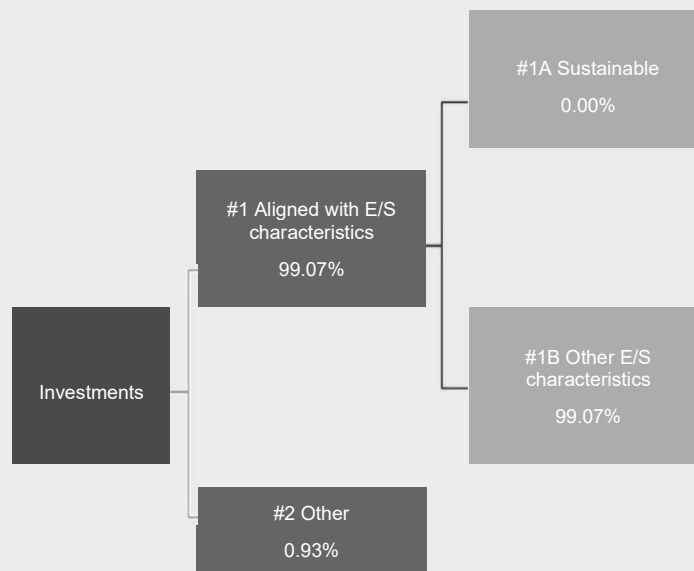 #1A Sustainable
0.00%
#1 Aligned with E/S
characteristics
99.07%
#1B Other E/S
characteristics
99.07%
Investments
#2 Other
0.93%